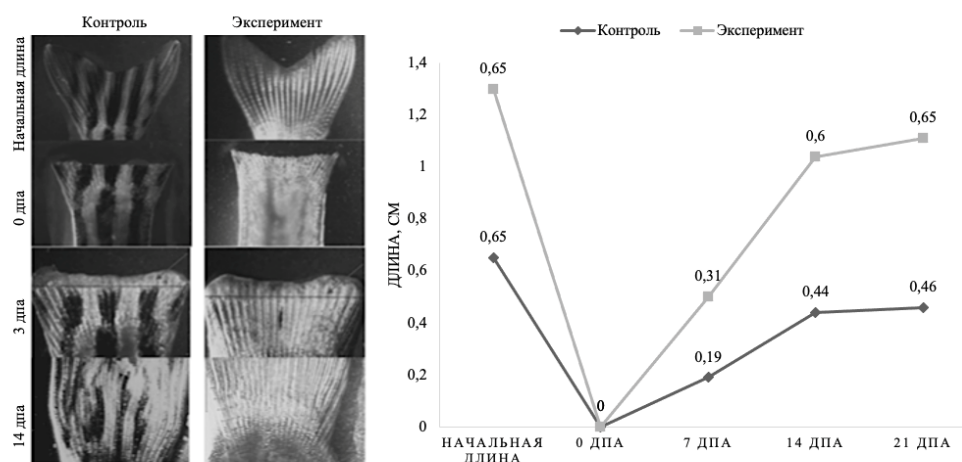 Контроль
Эксперимент
Начальная длина
0 дпа
3 дпа
14 дпа
Контроль
Эксперимент
ДЛИНА, СМ
1,4
1,2
1
0,8
0,6
0,4
0,2
0
0,65
0,65
0
0,31
0,19
0,6
0,44
0,65
0,46
НАЧАЛЬНАЯ
ДЛИНА
0 ДПА
7 ДПА
14 ДПА
21 ДПА